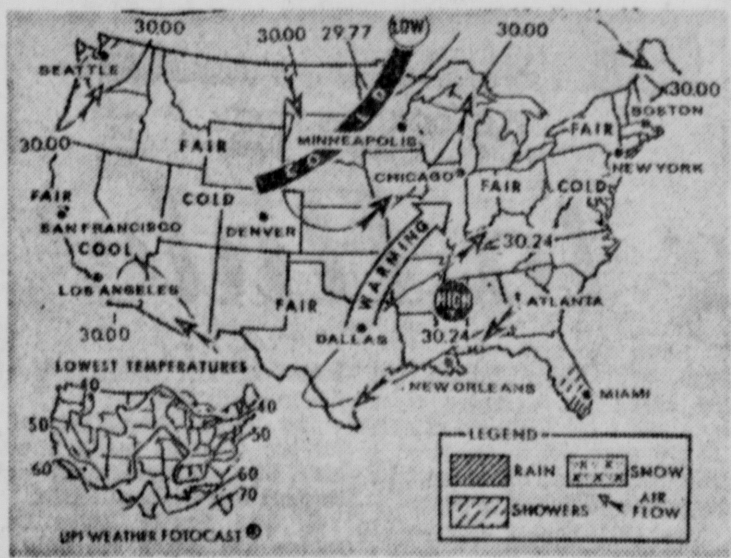 30.00
30.00
29.77
LOW
30.00
SEATTLE
30.00
BOSTON
30.00
COLD
MINNEAPOLIS
FAIR
FAIR
NEW YORK
CHICAGO
FAIR
FAIR
COLD
COLD
SAN FRANCISCO
DENVER
COOL
WARMING
30.24
LOS ANGELES
FAIR
HIGH
ATLANTA
30.00
DALLAS
30.24
LOWEST TEMPERATURES
NEW ORLEANS
MIAMI
40
40
50
50
60
60
70
LEGEND
RAIN
SNOW
SHOWERS
AIR
FLOW
UPI WEATHER FOTOCAST ®